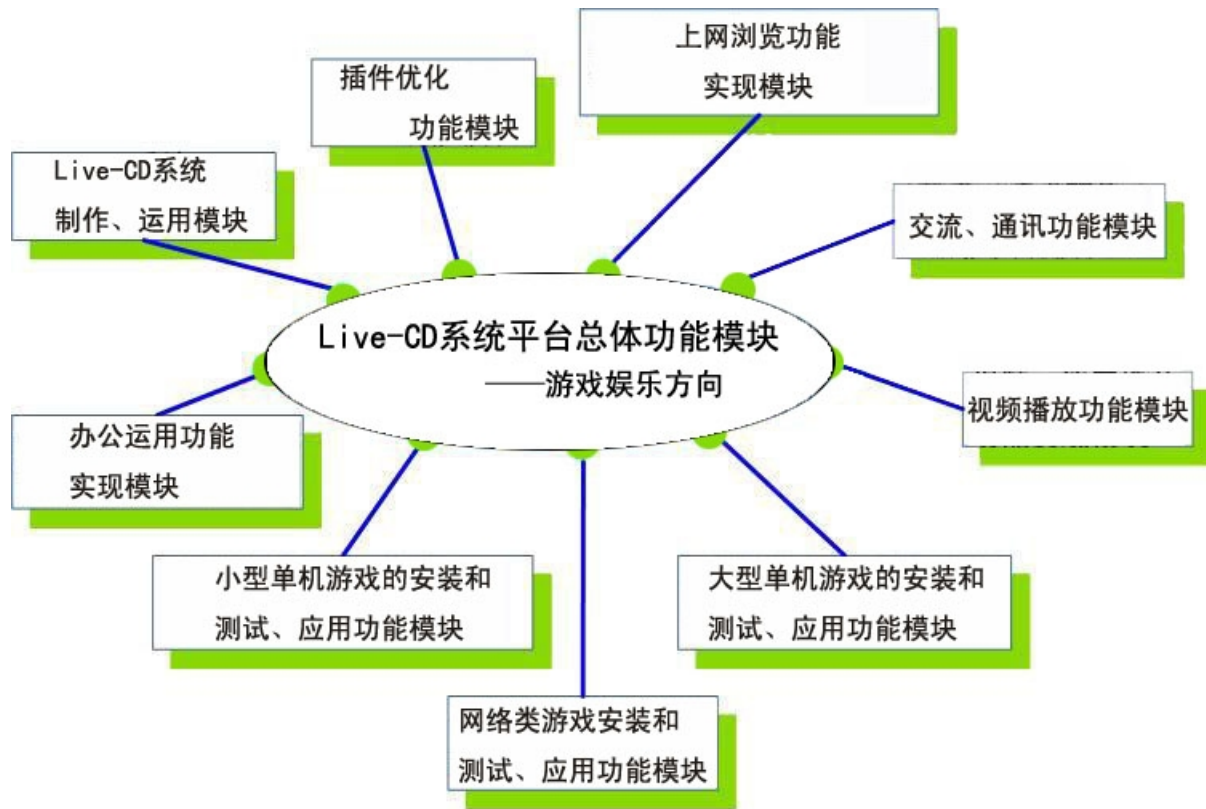 上网浏览功能
实现模块
插件优化
功能模块
Live-CD系统
制作、运用模块
交流、通讯功能模块
Live-CD系统平台总体功能模块
——游戏娱乐方向
视频播放功能模块
办公运用功能
实现模块
小型单机游戏的安装和
测试、应用功能模块
大型单机游戏的安装和
测试、应用功能模块
网络类游戏安装和
测试、应用功能模块